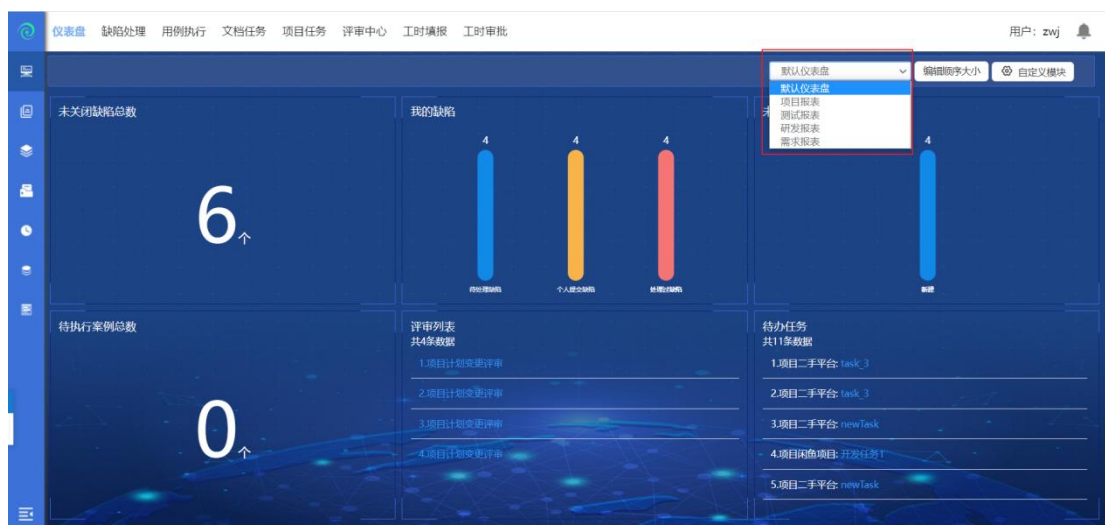 仪表盘 缺陷处理 用例执行 文档任务 项目任务 评审中心 工时填报 工时审批 用户：zwj
默认仪表盘 编辑顺序大小 自定义模块
默认仪表盘
项目报表
测试报表
研发报表
需求报表
未关闭缺陷总数
6个
我的缺陷
4 4 4
待处理缺陷 个人提交缺陷 处理过缺陷
4
新建
待执行案例总数
0个
评审列表
共4条数据
1.项目计划变更评审
2.项目计划变更评审
3.项目计划变更评审
4.项目计划变更评审
待办任务
共11条数据
1.项目二手平台: task_3
2.项目二手平台: task_3
3.项目二手平台: newTask
4.项目闲鱼项目: 开发任务1
5.项目二手平台: newTask